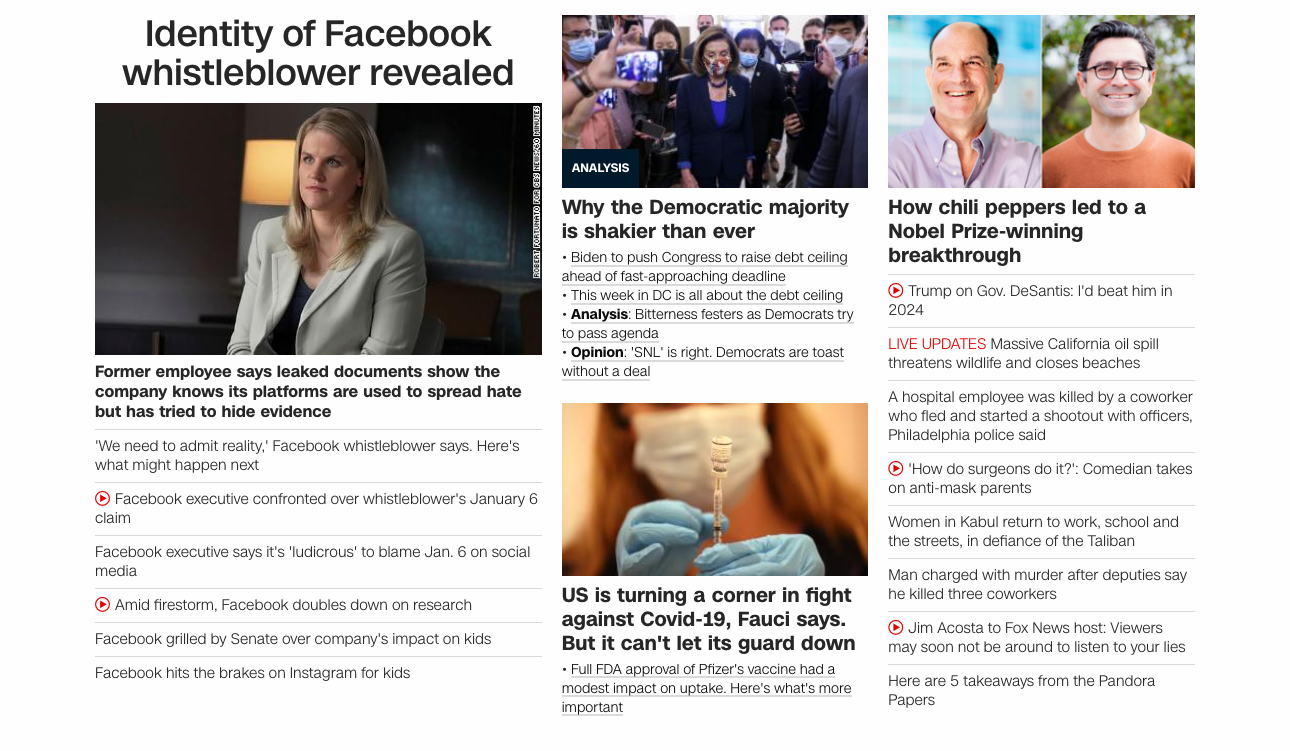 Identity of Facebook
whistleblower revealed
ROBERT FORTUNATO FOR CBS NEWS/60 MINUTES
Former employee says leaked documents show the
company knows its platforms are used to spread hate
but has tried to hide evidence
'We need to admit reality,' Facebook whistleblower says. Here's
what might happen next
Facebook executive confronted over whistleblower's January 6
claim
Facebook executive says it's 'ludicrous' to blame Jan. 6 on social
media
Amid firestorm, Facebook doubles down on research
Facebook grilled by Senate over company's impact on kids
Facebook hits the brakes on Instagram for kids
ANALYSIS
Why the Democratic majority
is shakier than ever
• Biden to push Congress to raise debt ceiling
ahead of fast-approaching deadline
• This week in DC is all about the debt ceiling
• Analysis: Bitterness festers as Democrats try
to pass agenda
• Opinion: 'SNL' is right. Democrats are toast
without a deal
US is turning a corner in fight
against Covid-19, Fauci says.
But it can't let its guard down
• Full FDA approval of Pfizer's vaccine had a
modest impact on uptake. Here's what's more
important
How chili peppers led to a
Nobel Prize-winning
breakthrough
Trump on Gov. DeSantis: I'd beat him in
2024
LIVE UPDATES Massive California oil spill
threatens wildlife and closes beaches
A hospital employee was killed by a coworker
who fled and started a shootout with officers,
Philadelphia police said
'How do surgeons do it?': Comedian takes
on anti-mask parents
Women in Kabul return to work, school and
the streets, in defiance of the Taliban
Man charged with murder after deputies say
he killed three coworkers
Jim Acosta to Fox News host: Viewers
may soon not be around to listen to your lies
Here are 5 takeaways from the Pandora
Papers